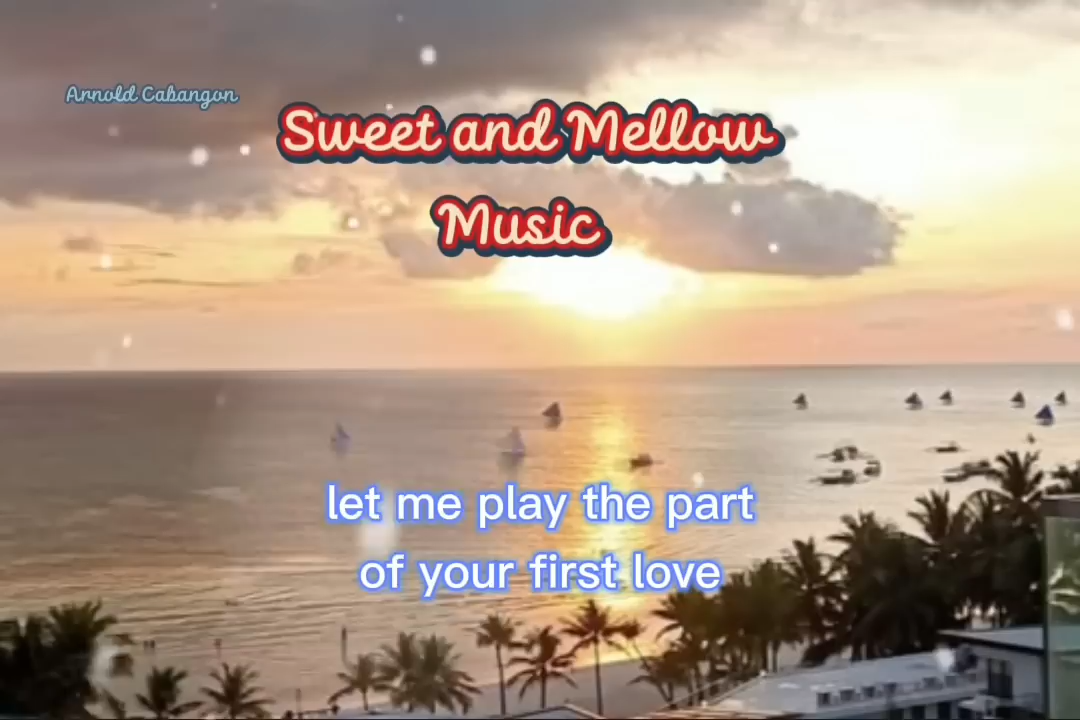 Arnold Cabangon
Sweet and Mellow
Music
let me play the part
of your first love